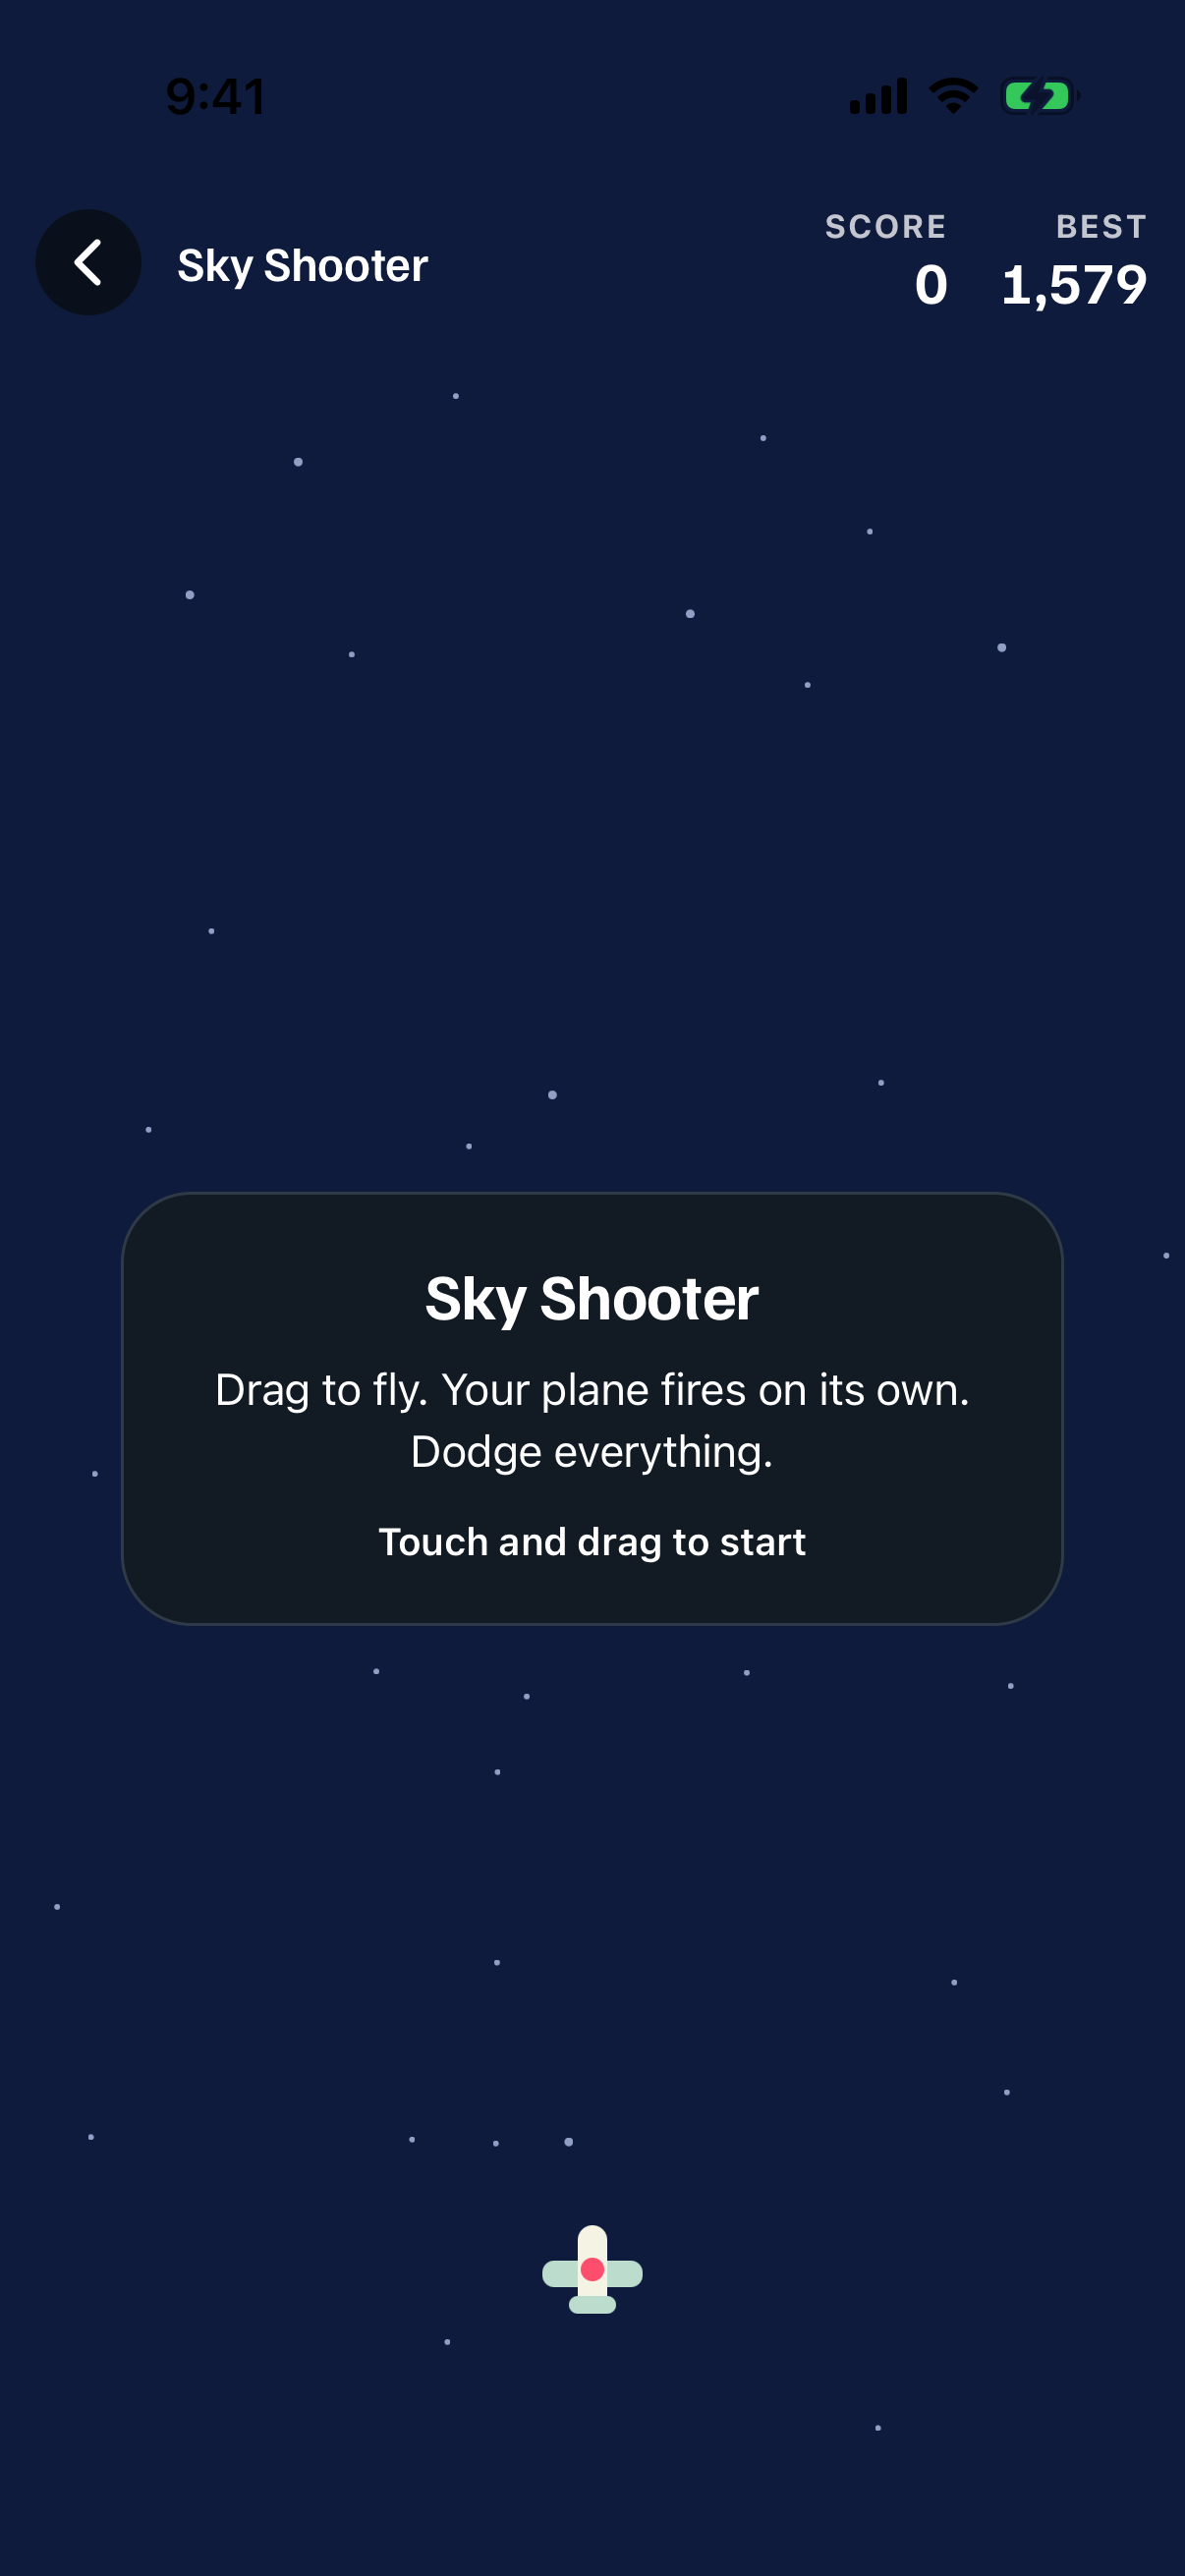 9:41
Sky Shooter
SCORE
0
BEST
1,579
Sky Shooter
Drag to fly. Your plane fires on its own.
Dodge everything.
Touch and drag to start